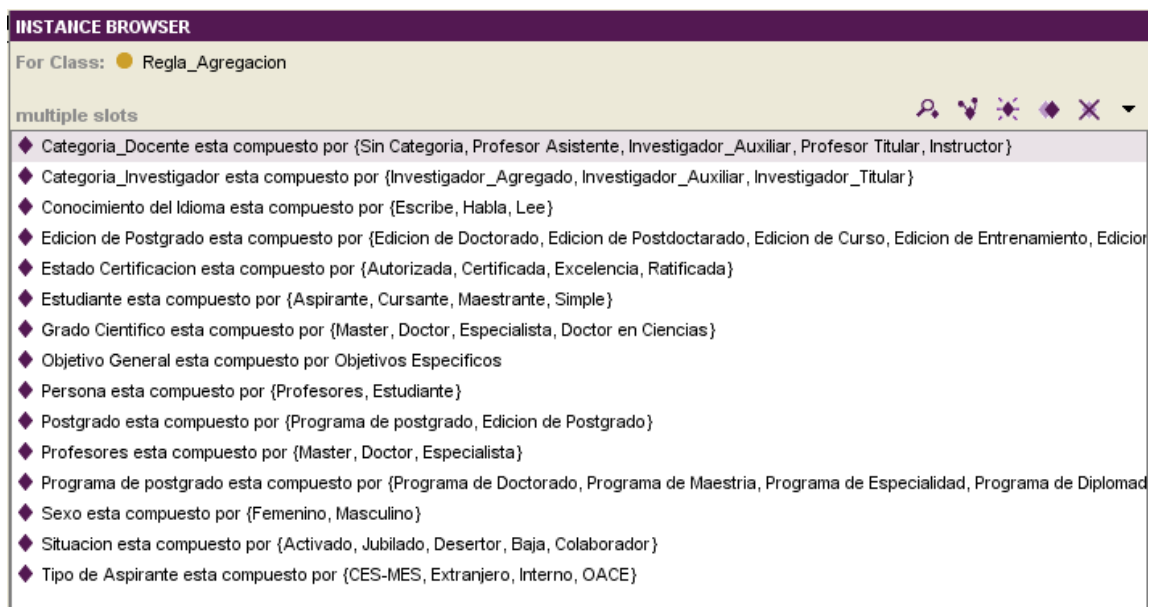 INSTANCE BROWSER
For Class: Regla_Agregacion
multiple slots
Categoria_Docente esta compuesto por {Sin Categoria, Profesor Asistente, Investigador_Auxiliar, Profesor Titular, Instructor}
Categoria_Investigador esta compuesto por {Investigador_Agregado, Investigador_Auxiliar, Investigador_Titular}
Conocimiento del Idioma esta compuesto por {Escribe, Habla, Lee}
Edicion de Postgrado esta compuesto por {Edicion de Doctorado, Edicion de Postdoctarado, Edicion de Curso, Edicion de Entrenamiento, Edicior
Estado Certificacion esta compuesto por {Autorizada, Certificada, Excelencia, Ratificada}
Estudiante esta compuesto por {Aspirante, Cursante, Maestrante, Simple}
Grado Cientifico esta compuesto por {Master, Doctor, Especialista, Doctor en Ciencias}
Objetivo General esta compuesto por Objetivos Especificos
Persona esta compuesto por {Profesores, Estudiante}
Postgrado esta compuesto por {Programa de postgrado, Edicion de Postgrado}
Profesores esta compuesto por {Master, Doctor, Especialista}
Programa de postgrado esta compuesto por {Programa de Doctorado, Programa de Maestria, Programa de Especialidad, Programa de Diplomad
Sexo esta compuesto por {Femenino, Masculino}
Situacion esta compuesto por {Activado, Jubilado, Desertor, Baja, Colaborador}
Tipo de Aspirante esta compuesto por {CES-MES, Extranjero, Interno, OACE}